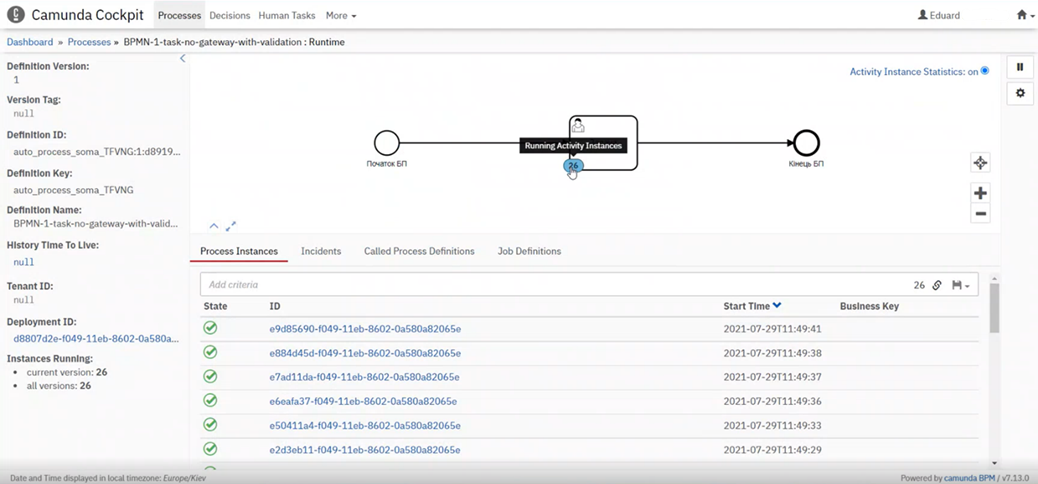 Camunda Cockpit Processes Decisions Human Tasks More Eduard
Dashboard » Processes » BPMN-1-task-no-gateway-with-validation : Runtime
Definition Version:
1
Version Tag:
null
Definition ID:
auto_process_soma_TFVNG:1:d8919...
Definition Key:
auto_process_soma_TFVNG
Definition Name:
BPMN-1-task-no-gateway-with-valid...
History Time To Live:
null
Tenant ID:
null
Deployment ID:
d8807d2e-f049-11eb-8602-0a580a...
Instances Running:
current version: 26
all versions: 26
Activity Instance Statistics: on
Running Activity Instances
26
Початок БП
Кінець БП
Process Instances Incidents Called Process Definitions Job Definitions
Add criteria 26
State ID Start Time Business Key
e9d85690-f049-11eb-8602-0a580a82065e 2021-07-29T11:49:41
e884d45d-f049-11eb-8602-0a580a82065e 2021-07-29T11:49:38
e7ad11da-f049-11eb-8602-0a580a82065e 2021-07-29T11:49:37
e6eafa37-f049-11eb-8602-0a580a82065e 2021-07-29T11:49:36
e50411a4-f049-11eb-8602-0a580a82065e 2021-07-29T11:49:33
e2d3eb11-f049-11eb-8602-0a580a82065e 2021-07-29T11:49:29
Date and Time displayed in local timezone: Europe/Kiev Powered by camunda BPM / v7.13.0